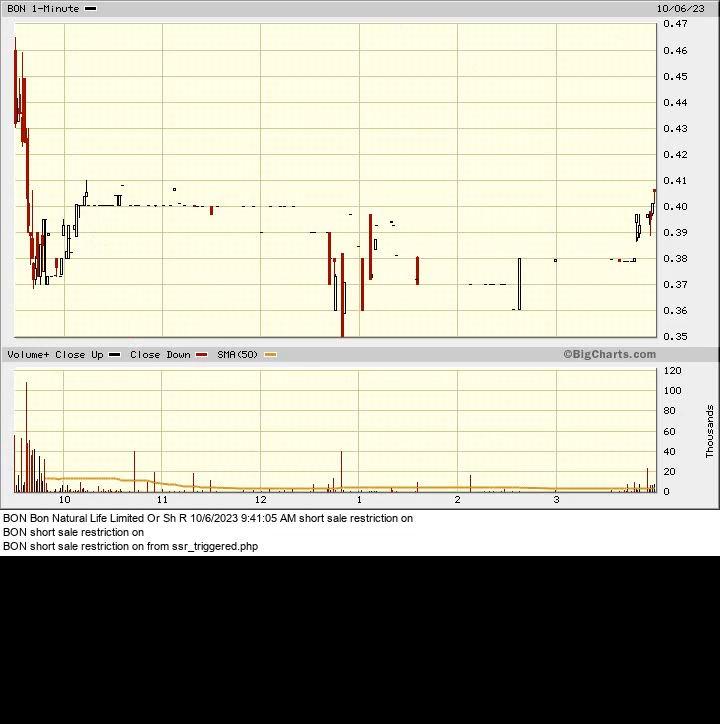 BON 1-Minute 10/06/23
0.47
0.46
0.45
0.44
0.43
0.42
0.41
0.40
0.39
0.38
0.37
0.36
0.35
Volume+ Close Up Close Down SMA(50) ©BigCharts.com
120
100
80
60
40
20
0
Thousands
10 11 12 1 2 3
BON Bon Natural Life Limited Or Sh R 10/6/2023 9:41:05 AM short sale restriction on
BON short sale restriction on
BON short sale restriction on from ssr_triggered.php